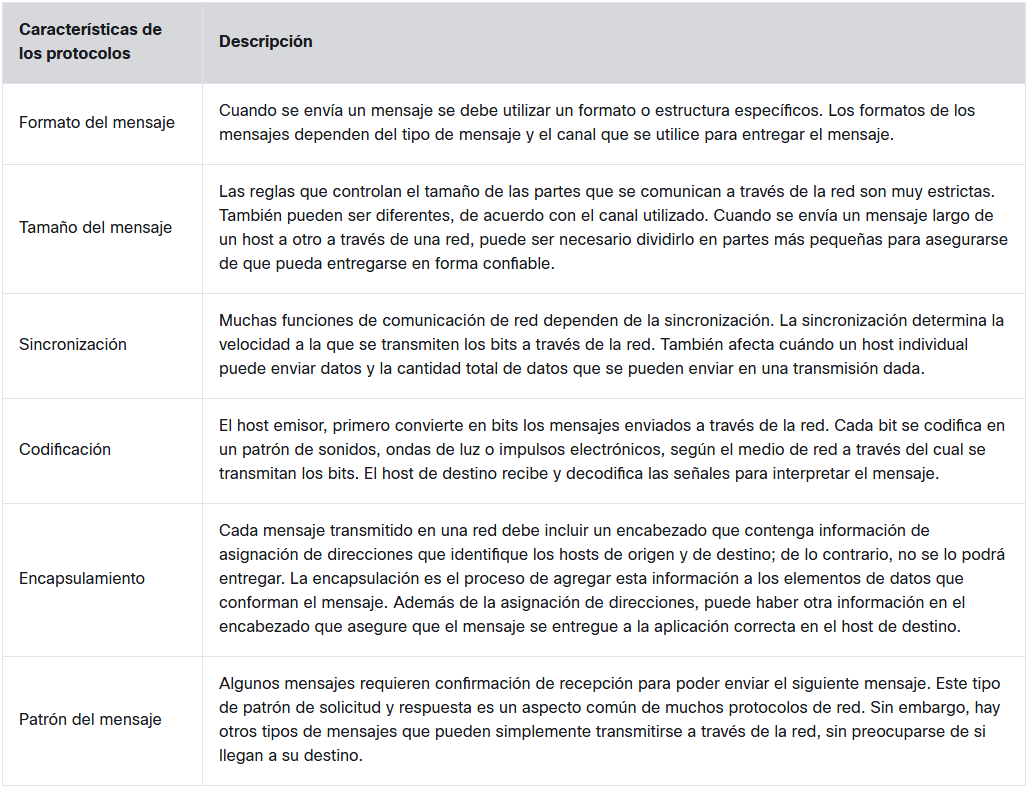 Características de
los protocolos
Descripción
Formato del mensaje
Cuando se envía un mensaje se debe utilizar un formato o estructura específicos. Los formatos de los
mensajes dependen del tipo de mensaje y el canal que se utilice para entregar el mensaje.
Tamaño del mensaje
Las reglas que controlan el tamaño de las partes que se comunican a través de la red son muy estrictas.
También pueden ser diferentes, de acuerdo con el canal utilizado. Cuando se envía un mensaje largo de
un host a otro a través de una red, puede ser necesario dividirlo en partes más pequeñas para asegurarse
de que pueda entregarse en forma confiable.
Sincronización
Muchas funciones de comunicación de red dependen de la sincronización. La sincronización determina la
velocidad a la que se transmiten los bits a través de la red. También afecta cuándo un host individual
puede enviar datos y la cantidad total de datos que se pueden enviar en una transmisión dada.
Codificación
El host emisor, primero convierte en bits los mensajes enviados a través de la red. Cada bit se codifica en
un patrón de sonidos, ondas de luz o impulsos electrónicos, según el medio de red a través del cual se
transmitan los bits. El host de destino recibe y decodifica las señales para interpretar el mensaje.
Encapsulamiento
Cada mensaje transmitido en una red debe incluir un encabezado que contenga información de
asignación de direcciones que identifique los hosts de origen y de destino; de lo contrario, no se lo podrá
entregar. La encapsulación es el proceso de agregar esta información a los elementos de datos que
conforman el mensaje. Además de la asignación de direcciones, puede haber otra información en el
encabezado que asegure que el mensaje se entregue a la aplicación correcta en el host de destino.
Patrón del mensaje
Algunos mensajes requieren confirmación de recepción para poder enviar el siguiente mensaje. Este tipo
de patrón de solicitud y respuesta es un aspecto común de muchos protocolos de red. Sin embargo, hay
otros tipos de mensajes que pueden simplemente transmitirse a través de la red, sin preocuparse de si
llegan a su destino.